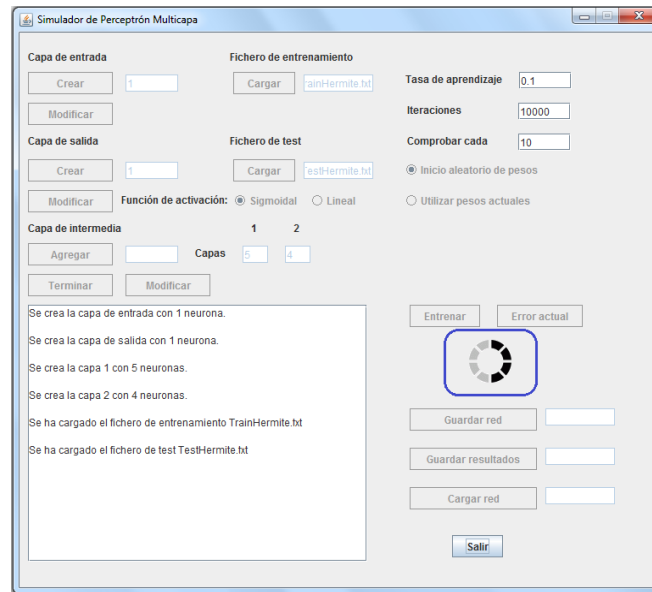 Simulador de Perceptrón Multicapa
Capa de entrada
Fichero de entrenamiento
Crear 1
Cargar rainHermite.txt
Tasa de aprendizaje 0.1
Modificar
Iteraciones 10000
Capa de salida
Fichero de test
Comprobar cada 10
Crear 1
Cargar TestHermite.txt
Inicio aleatorio de pesos
Modificar
Función de activación: Sigmoidal Lineal
Utilizar pesos actuales
Capa de intermedia
1 2
Agregar
Capas 5 4
Terminar Modificar
Se crea la capa de entrada con 1 neurona.
Se crea la capa de salida con 1 neurona.
Se crea la capa 1 con 5 neuronas.
Se crea la capa 2 con 4 neuronas.
Se ha cargado el fichero de entrenamiento TrainHermite.txt
Se ha cargado el fichero de test TestHermite.txt
Entrenar Error actual
Guardar red
Guardar resultados
Cargar red
Salir